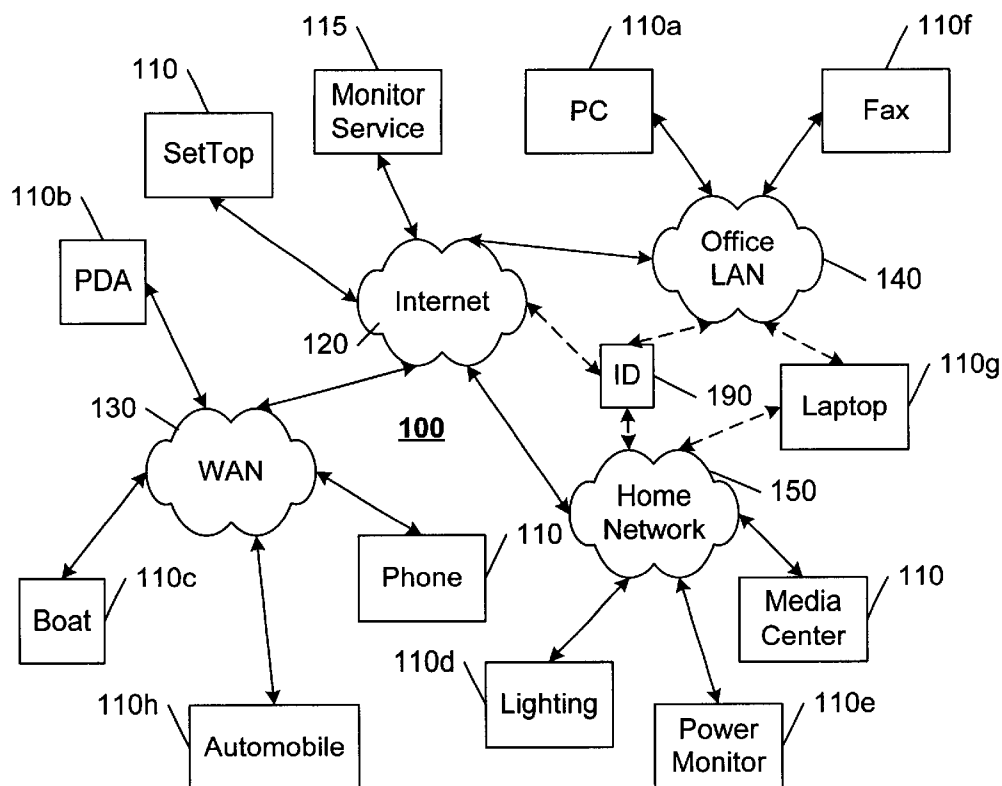 115
110a
110f
110
Monitor
Service
PC
Fax
SetTop
110b
PDA
Office
LAN
140
Internet
120
ID
190
110g
Laptop
130
100
WAN
150
Home
Network
110
110
Phone
Media
Center
110c
Boat
110d
Lighting
110e
Power
Monitor
110h
Automobile